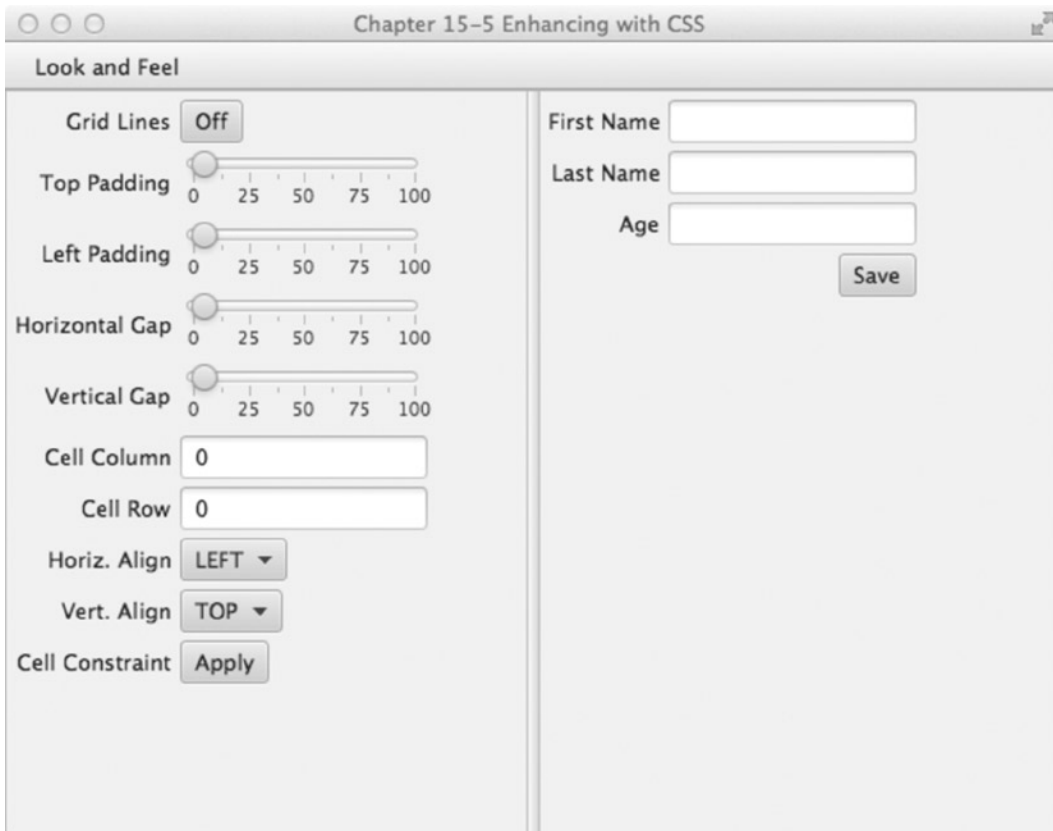 Chapter 15-5 Enhancing with CSS
Look and Feel
Grid Lines Off
Top Padding
0 25 50 75 100
Left Padding
0 25 50 75 100
Horizontal Gap
0 25 50 75 100
Vertical Gap
0 25 50 75 100
Cell Column 0
Cell Row 0
Horiz. Align LEFT
Vert. Align TOP
Cell Constraint Apply
First Name
Last Name
Age
Save